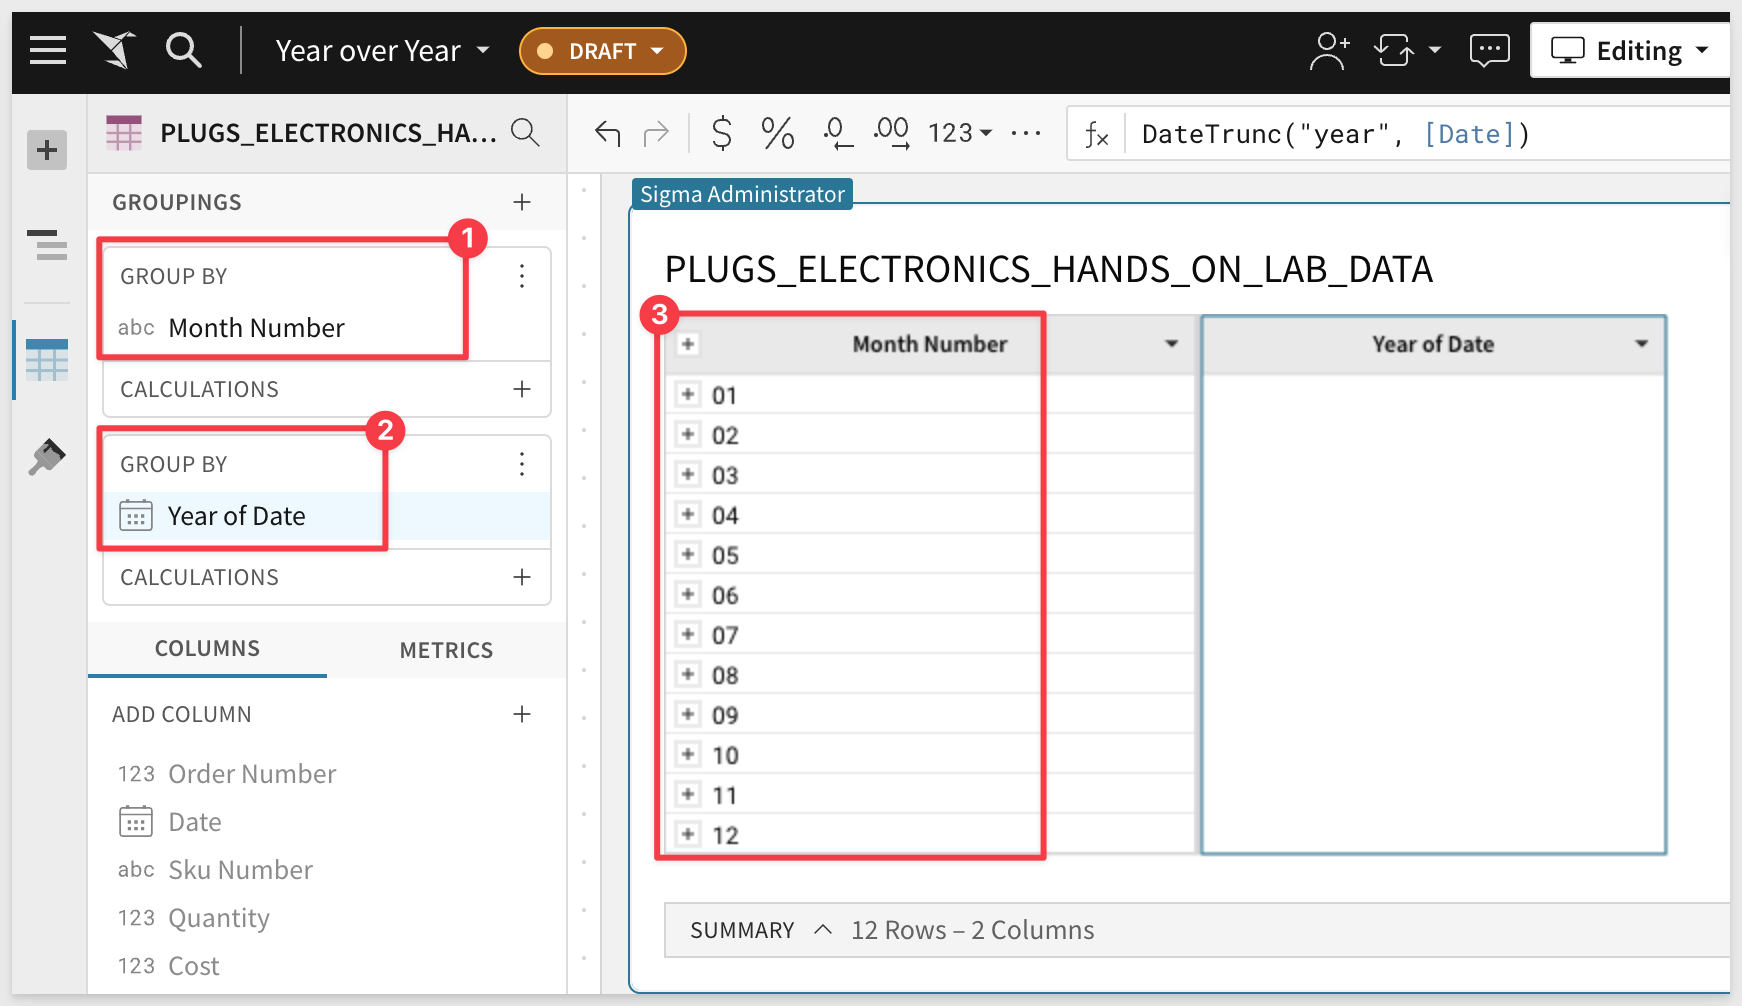 Year over Year
DRAFT
Editing
PLUGS_ELECTRONICS_HA...
$ % .0 .00 123 ...
fx DateTrunc("year", [Date])
GROUPINGS
1
GROUP BY
abc Month Number
CALCULATIONS
2
GROUP BY
Year of Date
CALCULATIONS
COLUMNS METRICS
ADD COLUMN
123 Order Number
Date
abc Sku Number
123 Quantity
123 Cost
Sigma Administrator
PLUGS_ELECTRONICS_HANDS_ON_LAB_DATA
3
Month Number Year of Date
01
02
03
04
05
06
07
08
09
10
11
12
SUMMARY 12 Rows – 2 Columns